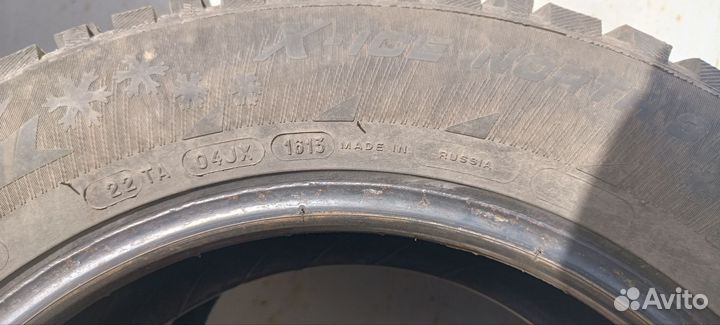 X-ICE NORTH
22 TA 04JX 1613 MADE IN RUSSIA
Avito